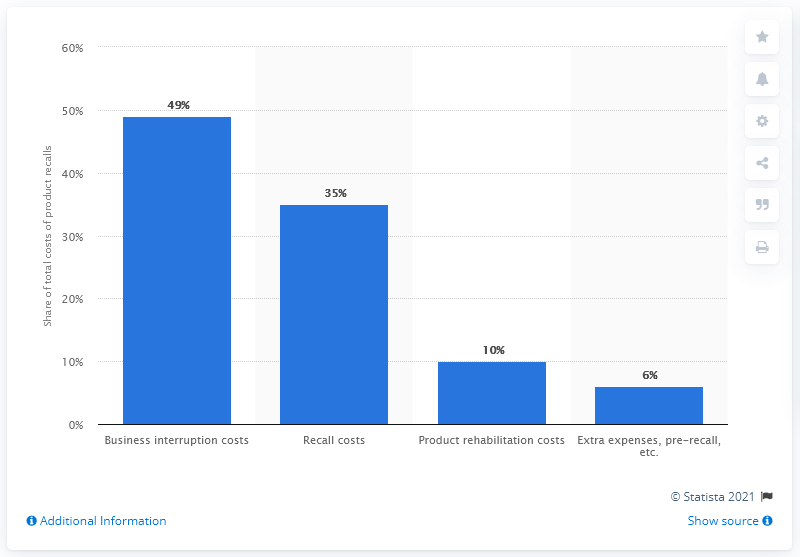 60%
50%
40%
30%
20%
10%
0%
Share of total costs of product recalls
49%
35%
10%
6%
Business interruption costs
Recall costs
Product rehabilitation costs
Extra expenses, pre-recall,
etc.
© Statista 2021
Additional Information
Show source